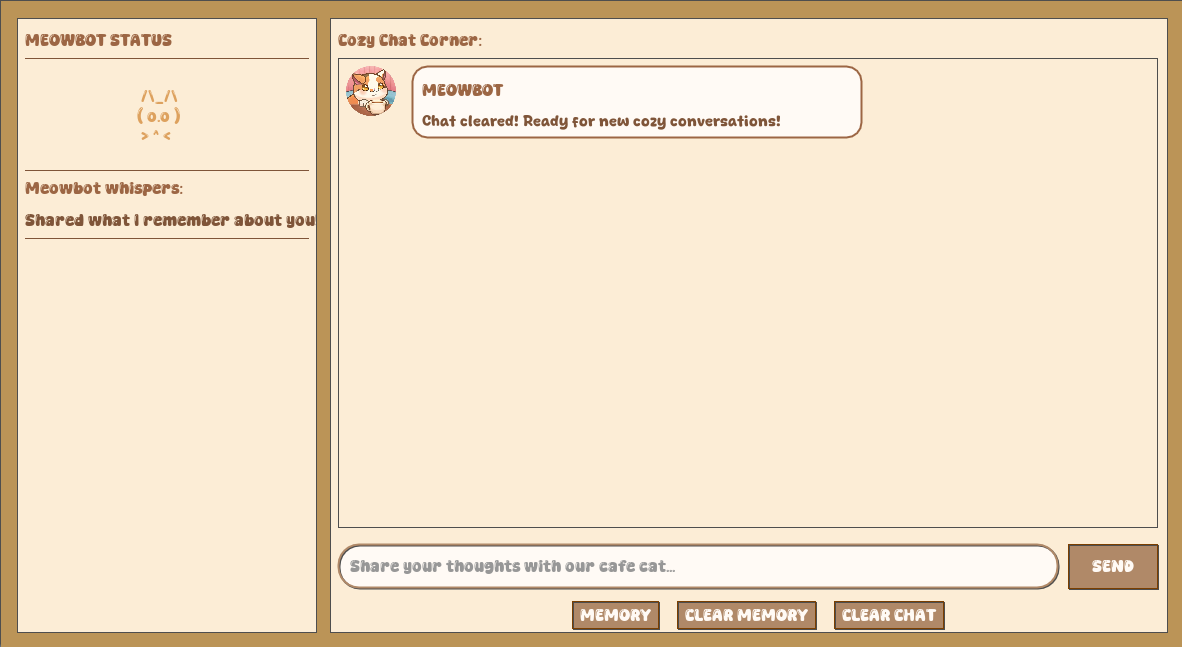 MEOWBOT STATUS
/\_/\
( o.o )
> ^ <
Meowbot whispers:
Shared what I remember about you
Cozy Chat Corner:
MEOWBOT
Chat cleared! Ready for new cozy conversations!
Share your thoughts with our cafe cat...
SEND
MEMORY
CLEAR MEMORY
CLEAR CHAT